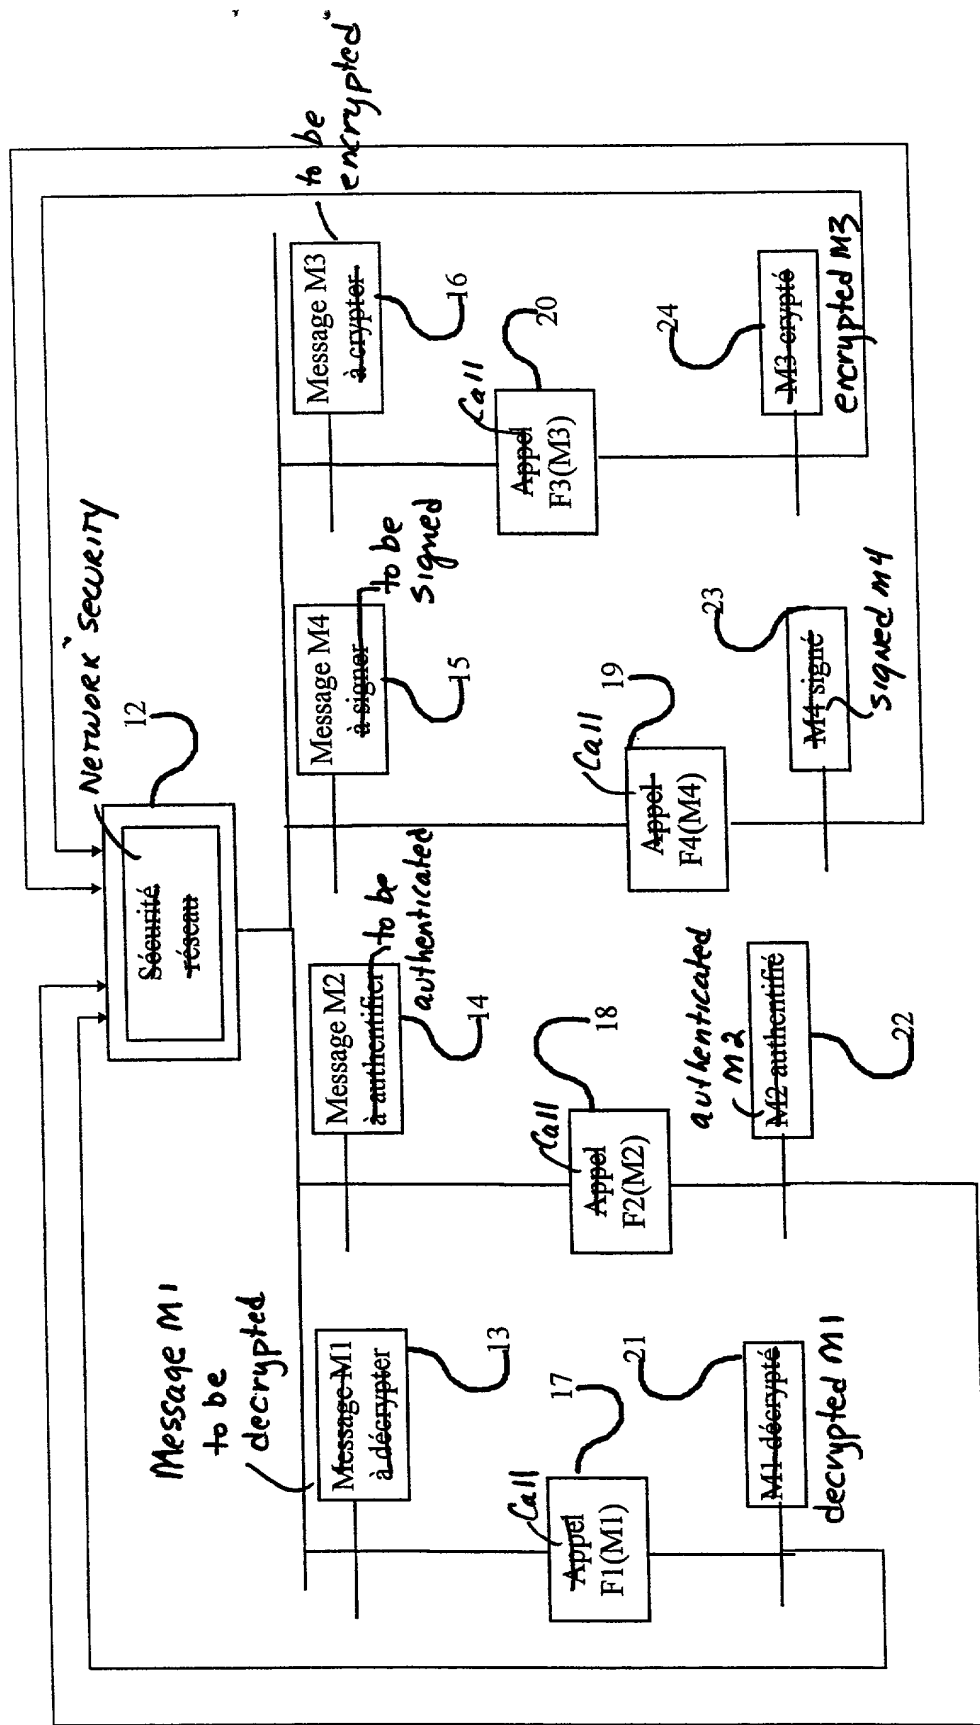 Network security
Sécurité
réseau
12
Message M1
to be
decrypted
Message M1
à décrypter
13
Message M2
à authentifier
to be
authenticated
14
Message M4
à signer
to be
signed
15
Message M3
à crypter
to be
encrypted
16
Call
Appel
F1(M1)
17
Call
Appel
F2(M2)
18
Call
Appel
F4(M4)
19
Call
Appel
F3(M3)
20
21
M1 décrypté
decrypted M1
authenticated
M2
M2 authentifié
22
23
M4 signé
signed M4
24
M3 crypté
encrypted M3